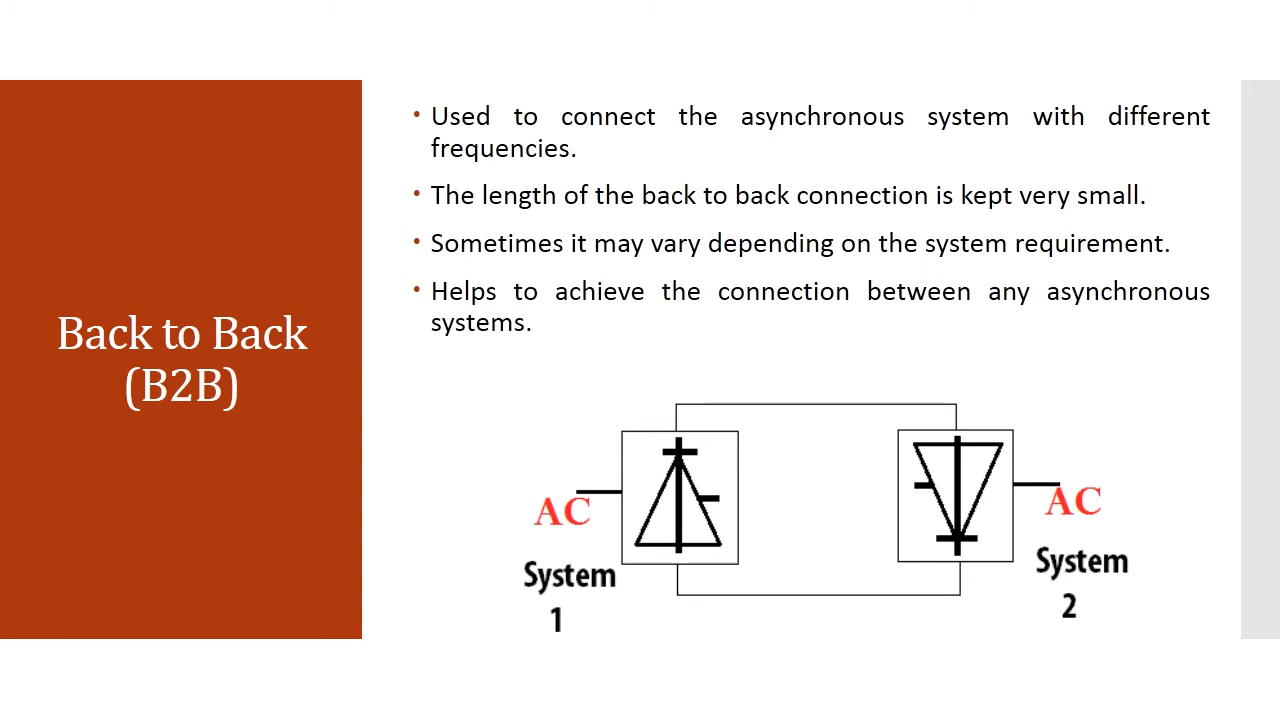 Back to Back
(B2B)
• Used to connect the asynchronous system with different
frequencies.
• The length of the back to back connection is kept very small.
• Sometimes it may vary depending on the system requirement.
• Helps to achieve the connection between any asynchronous
systems.
AC
System
1
AC
System
2